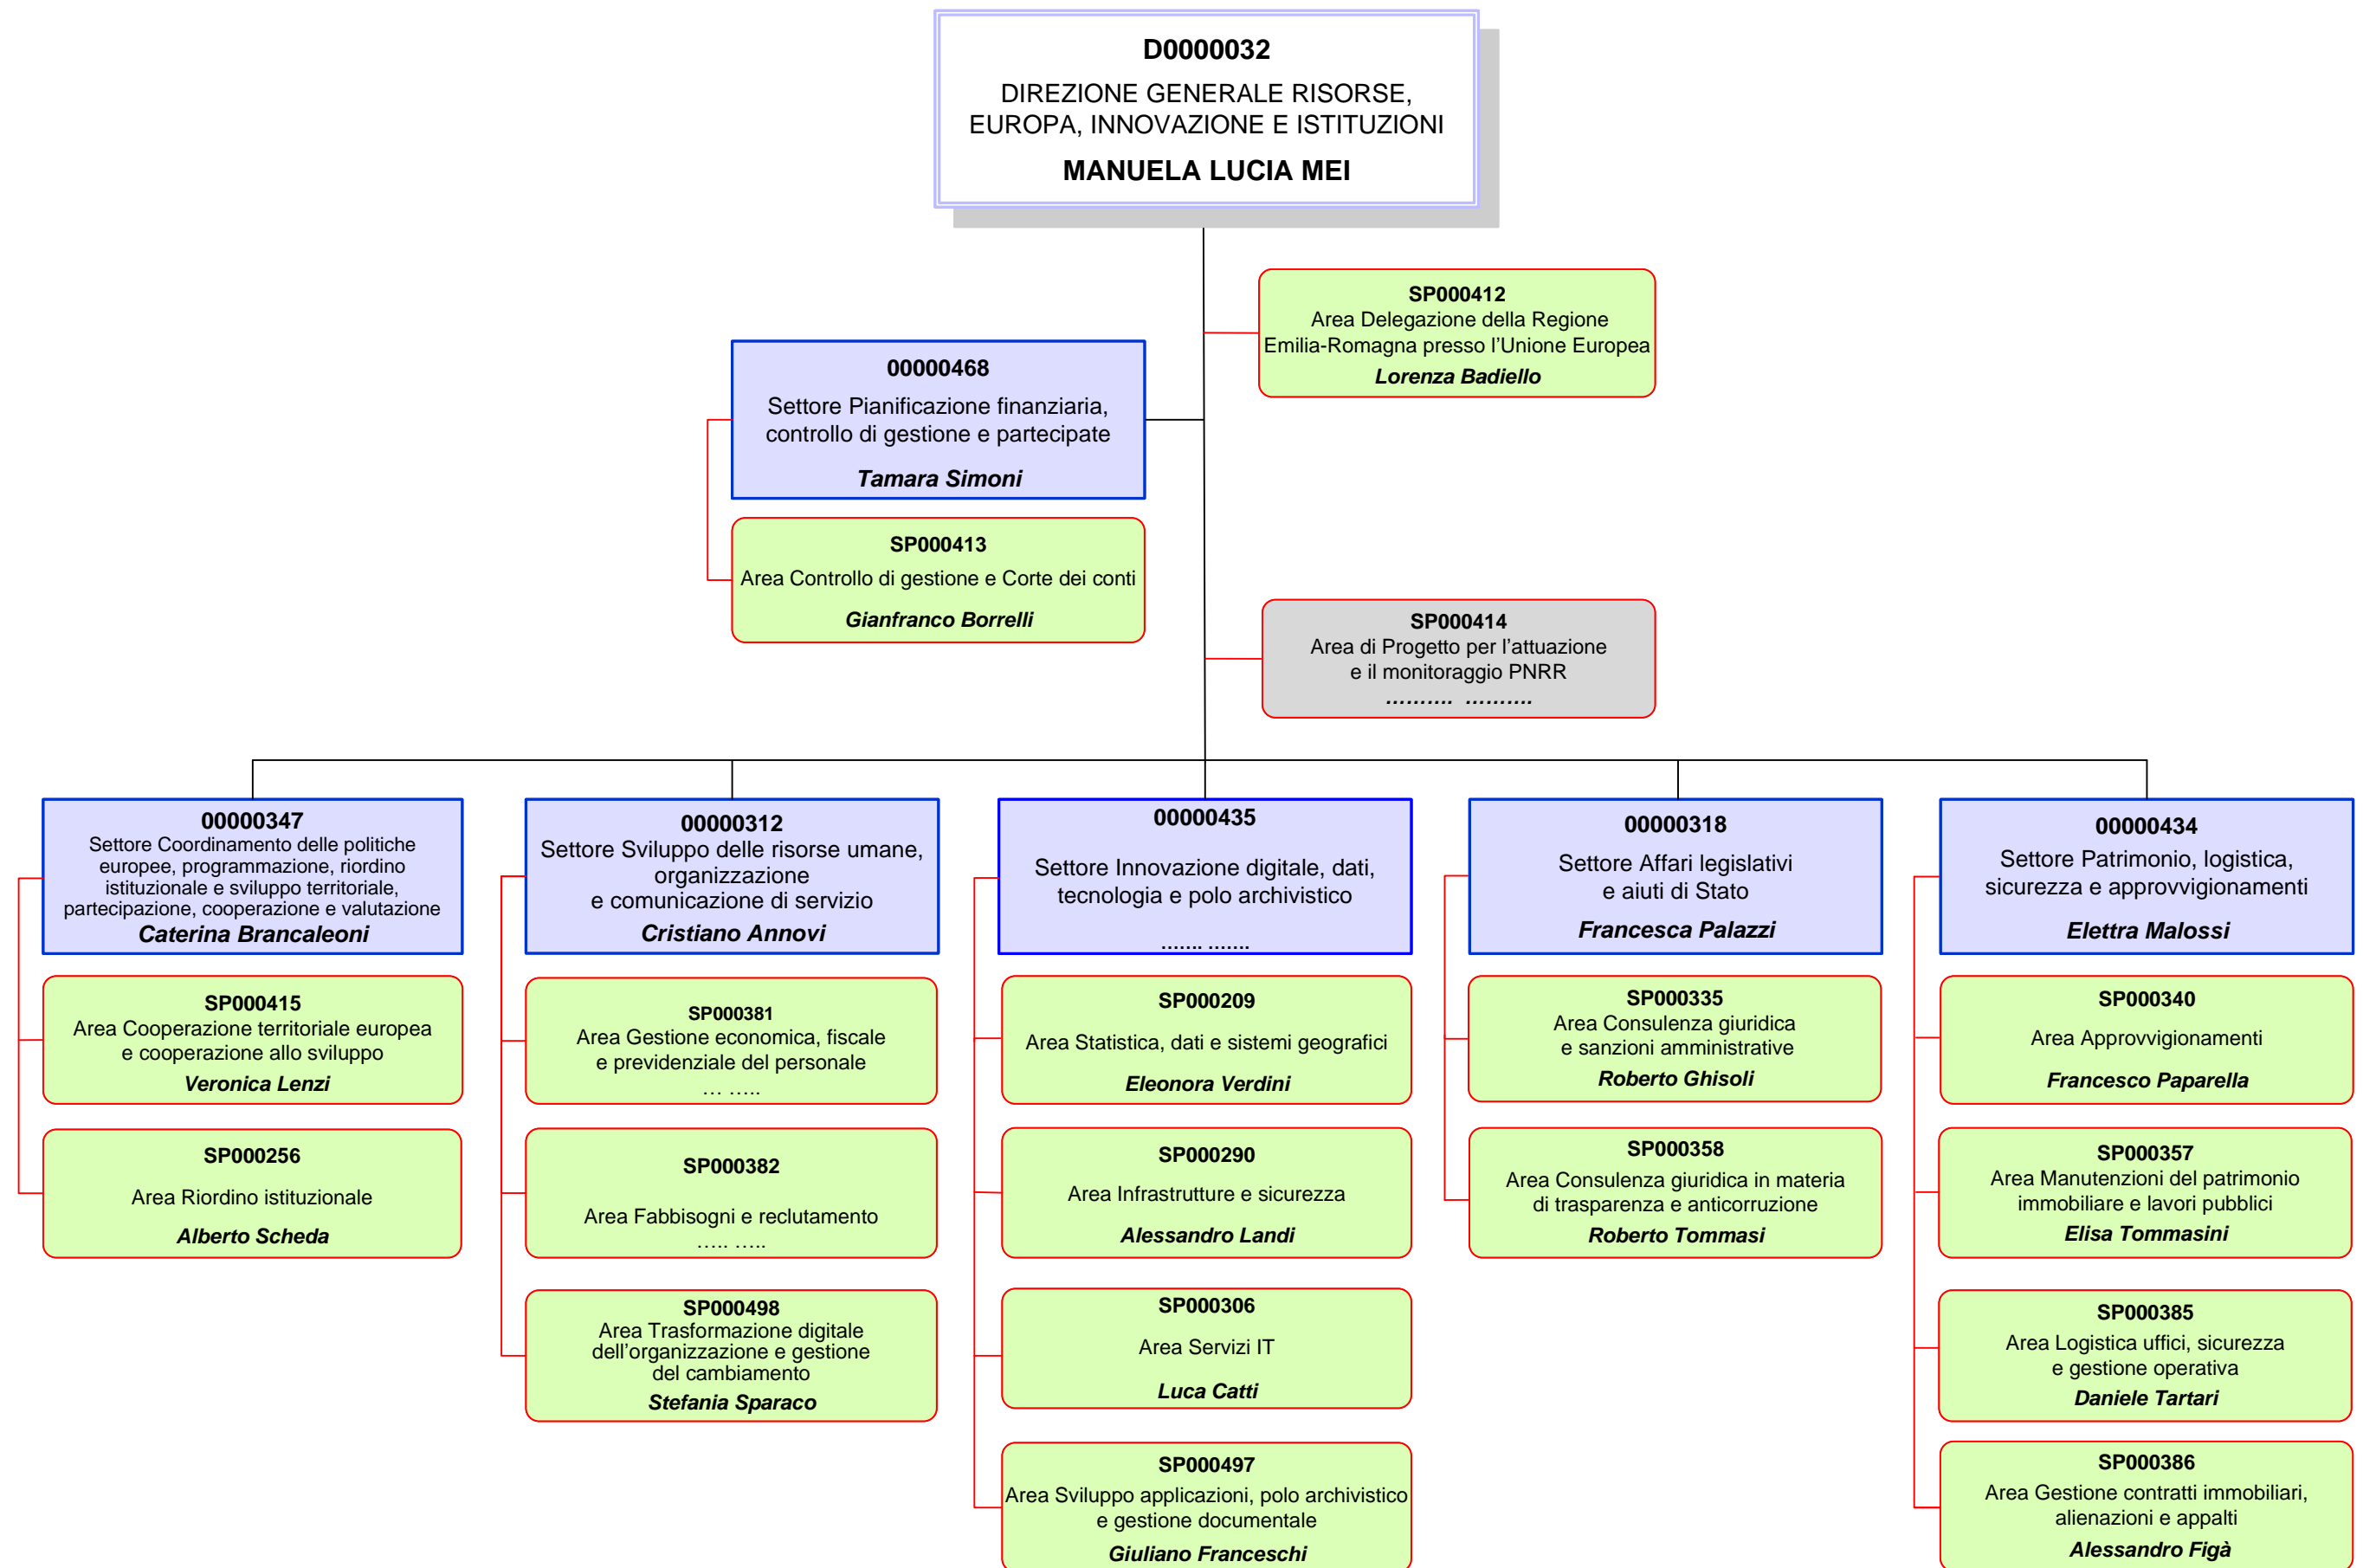 D0000032
DIREZIONE GENERALE RISORSE,
EUROPA, INNOVAZIONE E ISTITUZIONI
MANUELA LUCIA MEI
SP000412
Area Delegazione della Regione
Emilia-Romagna presso l'Unione Europea
Lorenza Badiello
00000468
Settore Pianificazione finanziaria,
controllo di gestione e partecipate
Tamara Simoni
SP000413
Area Controllo di gestione e Corte dei conti
Gianfranco Borrelli
SP000414
Area di Progetto per l'attuazione
e il monitoraggio PNRR
.......... ..........
00000347
Settore Coordinamento delle politiche
europee, programmazione, riordino
istituzionale e sviluppo territoriale,
partecipazione, cooperazione e valutazione
Caterina Brancaleoni
SP000415
Area Cooperazione territoriale europea
e cooperazione allo sviluppo
Veronica Lenzi
SP000256
Area Riordino istituzionale
Alberto Scheda
00000312
Settore Sviluppo delle risorse umane,
organizzazione
e comunicazione di servizio
Cristiano Annovi
SP000381
Area Gestione economica, fiscale
e previdenziale del personale
... .....
SP000382
Area Fabbisogni e reclutamento
..... .....
SP000498
Area Trasformazione digitale
dell'organizzazione e gestione
del cambiamento
Stefania Sparaco
00000435
Settore Innovazione digitale, dati,
tecnologia e polo archivistico
....... .......
SP000209
Area Statistica, dati e sistemi geografici
Eleonora Verdini
SP000290
Area Infrastrutture e sicurezza
Alessandro Landi
SP000306
Area Servizi IT
Luca Catti
SP000497
Area Sviluppo applicazioni, polo archivistico
e gestione documentale
Giuliano Franceschi
00000318
Settore Affari legislativi
e aiuti di Stato
Francesca Palazzi
SP000335
Area Consulenza giuridica
e sanzioni amministrative
Roberto Ghisoli
SP000358
Area Consulenza giuridica in materia
di trasparenza e anticorruzione
Roberto Tommasi
00000434
Settore Patrimonio, logistica,
sicurezza e approvvigionamenti
Elettra Malossi
SP000340
Area Approvvigionamenti
Francesco Paparella
SP000357
Area Manutenzioni del patrimonio
immobiliare e lavori pubblici
Elisa Tommasini
SP000385
Area Logistica uffici, sicurezza
e gestione operativa
Daniele Tartari
SP000386
Area Gestione contratti immobiliari,
alienazioni e appalti
Alessandro Figà